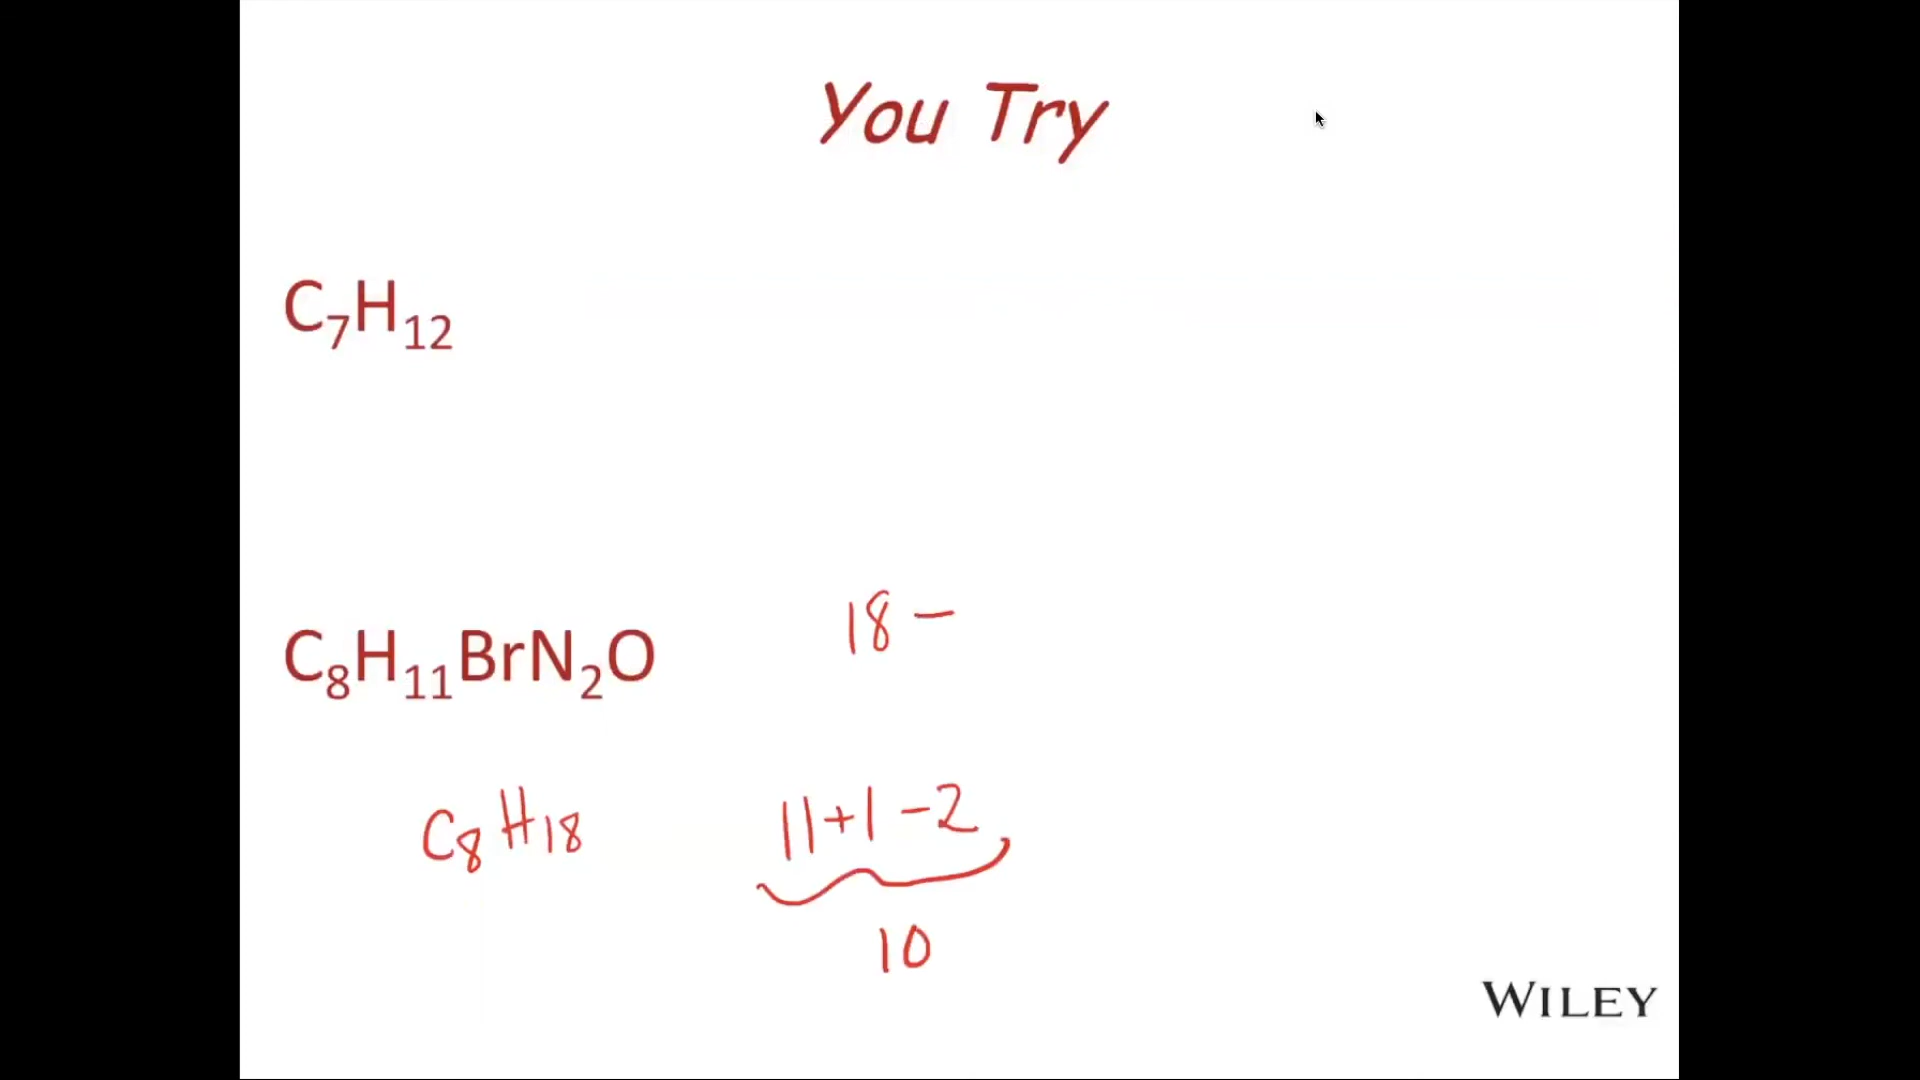 You Try
C₇H₁₂
18 –
C₈H₁₁BrN₂O
C₈H₁₈
11+1-2
10
WILEY